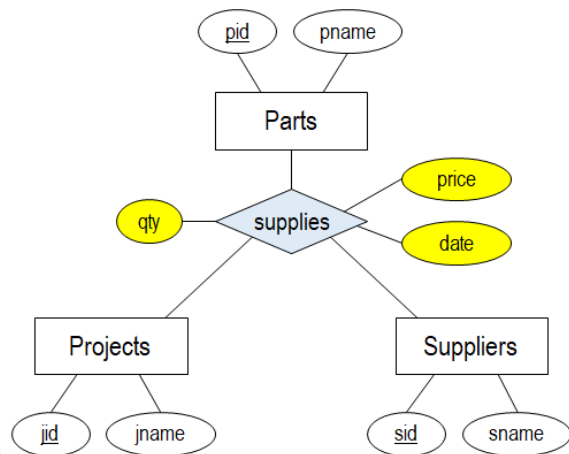 pid
pname
Parts
price
qty
supplies
date
Projects
Suppliers
jid
jname
sid
sname